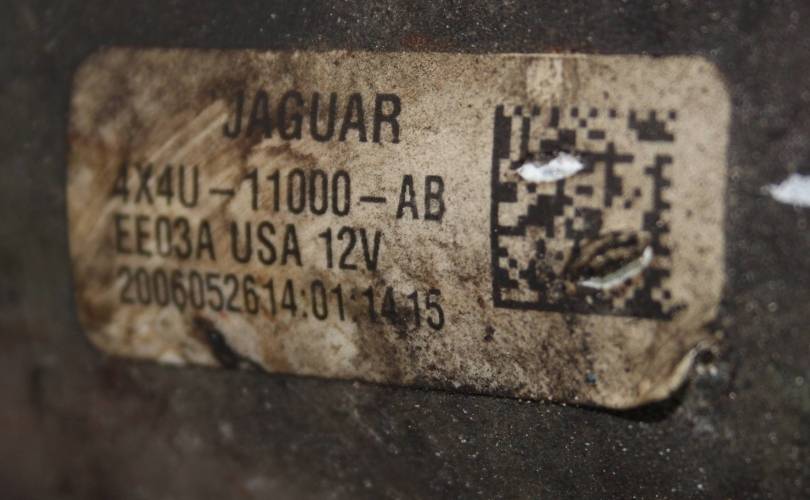 JAGUAR
4X4U-11000-AB
EE03A USA 12V
2006052614:01:14 15